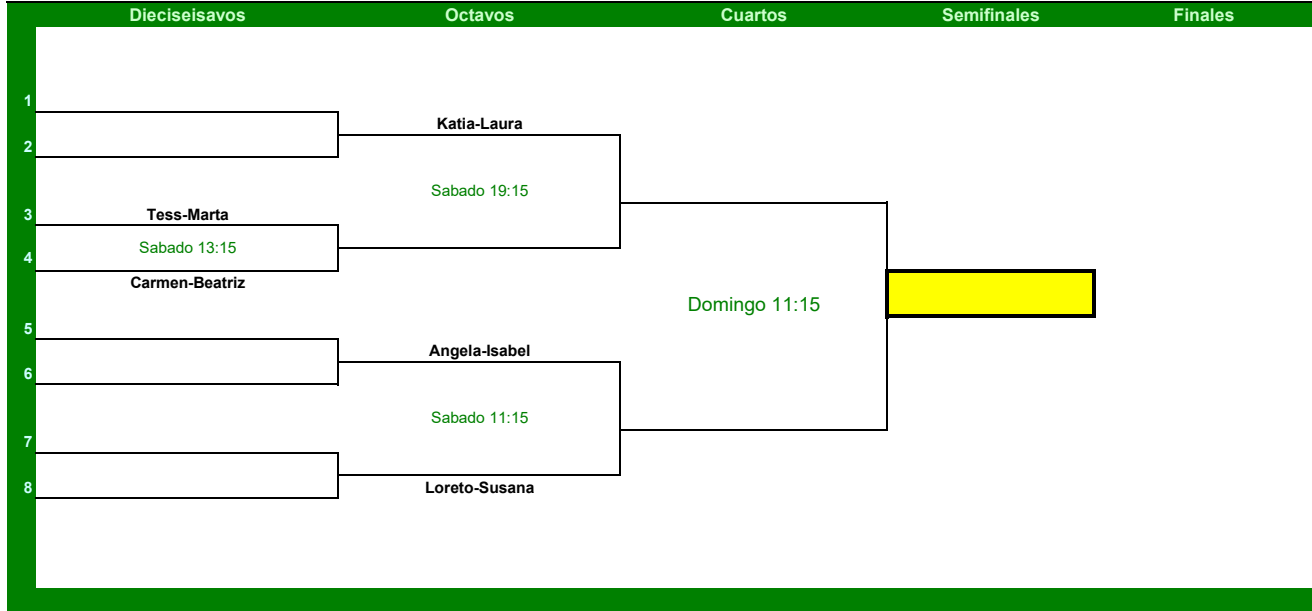 Dieciseisavos Octavos Cuartos Semifinales Finales
1
Katia-Laura
2
Sabado 19:15
3 Tess-Marta
Sabado 13:15
4
Carmen-Beatriz
Domingo 11:15
5
Angela-Isabel
6
Sabado 11:15
7
8 Loreto-Susana